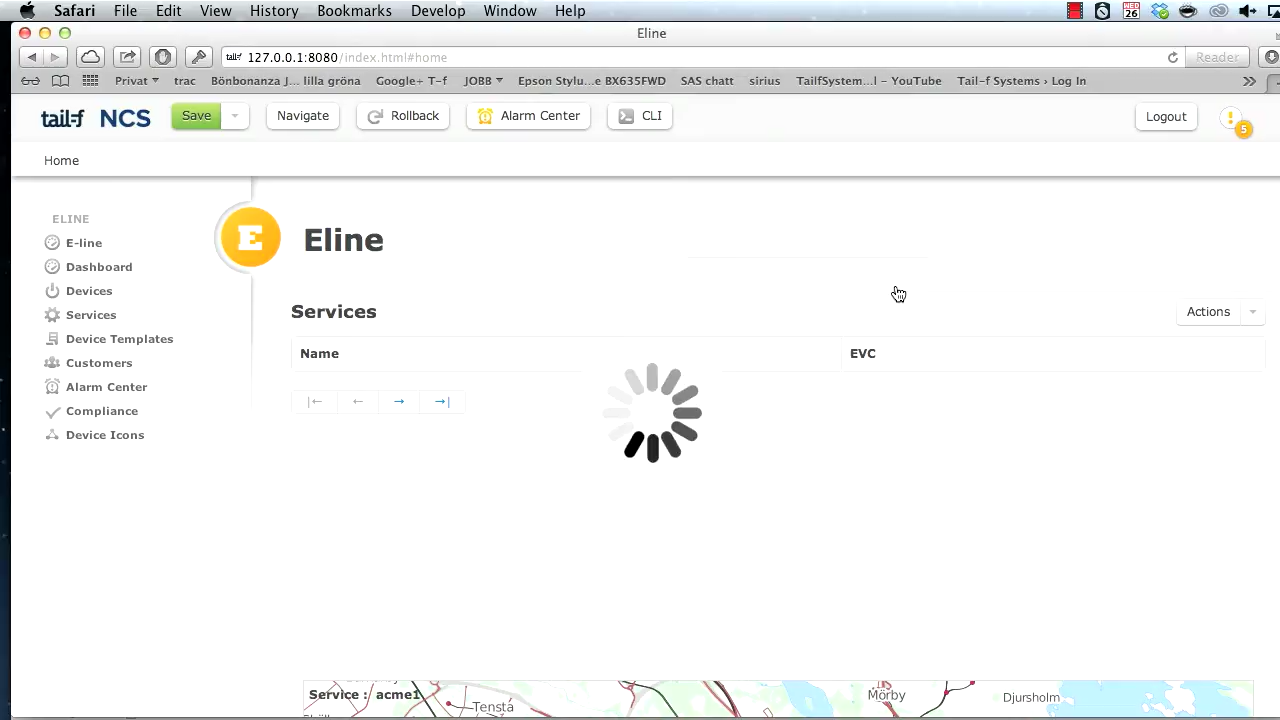 Safari File Edit View History Bookmarks Develop Window Help
WED 26
Eline
tail-f 127.0.0.1:8080/index.html#home Reader
Privat trac Bönbonanza J... lilla gröna Google+ T-f JOBB Epson Stylu...e BX635FWD SAS chatt sirius TailfSystem...l – YouTube Tail-f Systems › Log In
tail-f NCS Save Navigate Rollback Alarm Center CLI Logout 5
Home
ELINE
E-line
Dashboard
Devices
Services
Device Templates
Customers
Alarm Center
Compliance
Device Icons
E Eline
Services Actions
Name EVC
Service : acme1
Tensta
Mörby
Djursholm